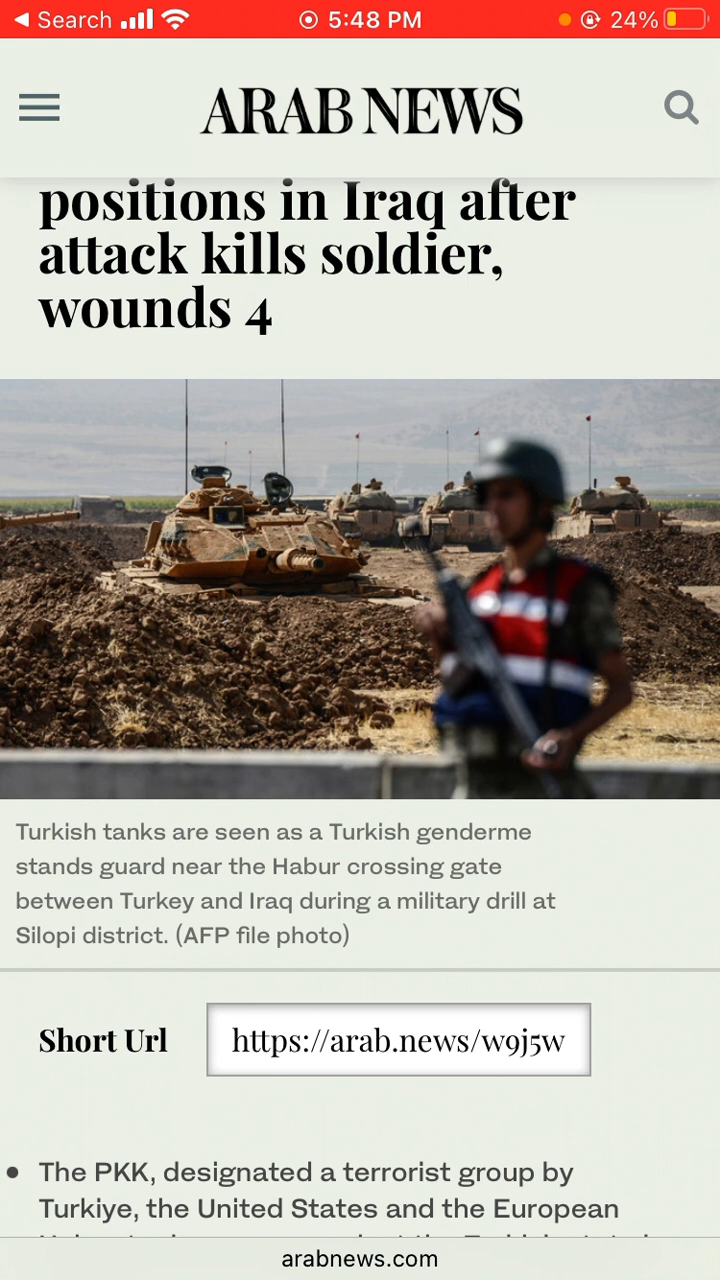 Search
5:48 PM
24%
ARAB NEWS
positions in Iraq after
attack kills soldier,
wounds 4
Turkish tanks are seen as a Turkish genderme
stands guard near the Habur crossing gate
between Turkey and Iraq during a military drill at
Silopi district. (AFP file photo)
Short Url
https://arab.news/w9j5w
The PKK, designated a terrorist group by
Turkiye, the United States and the European
arabnews.com